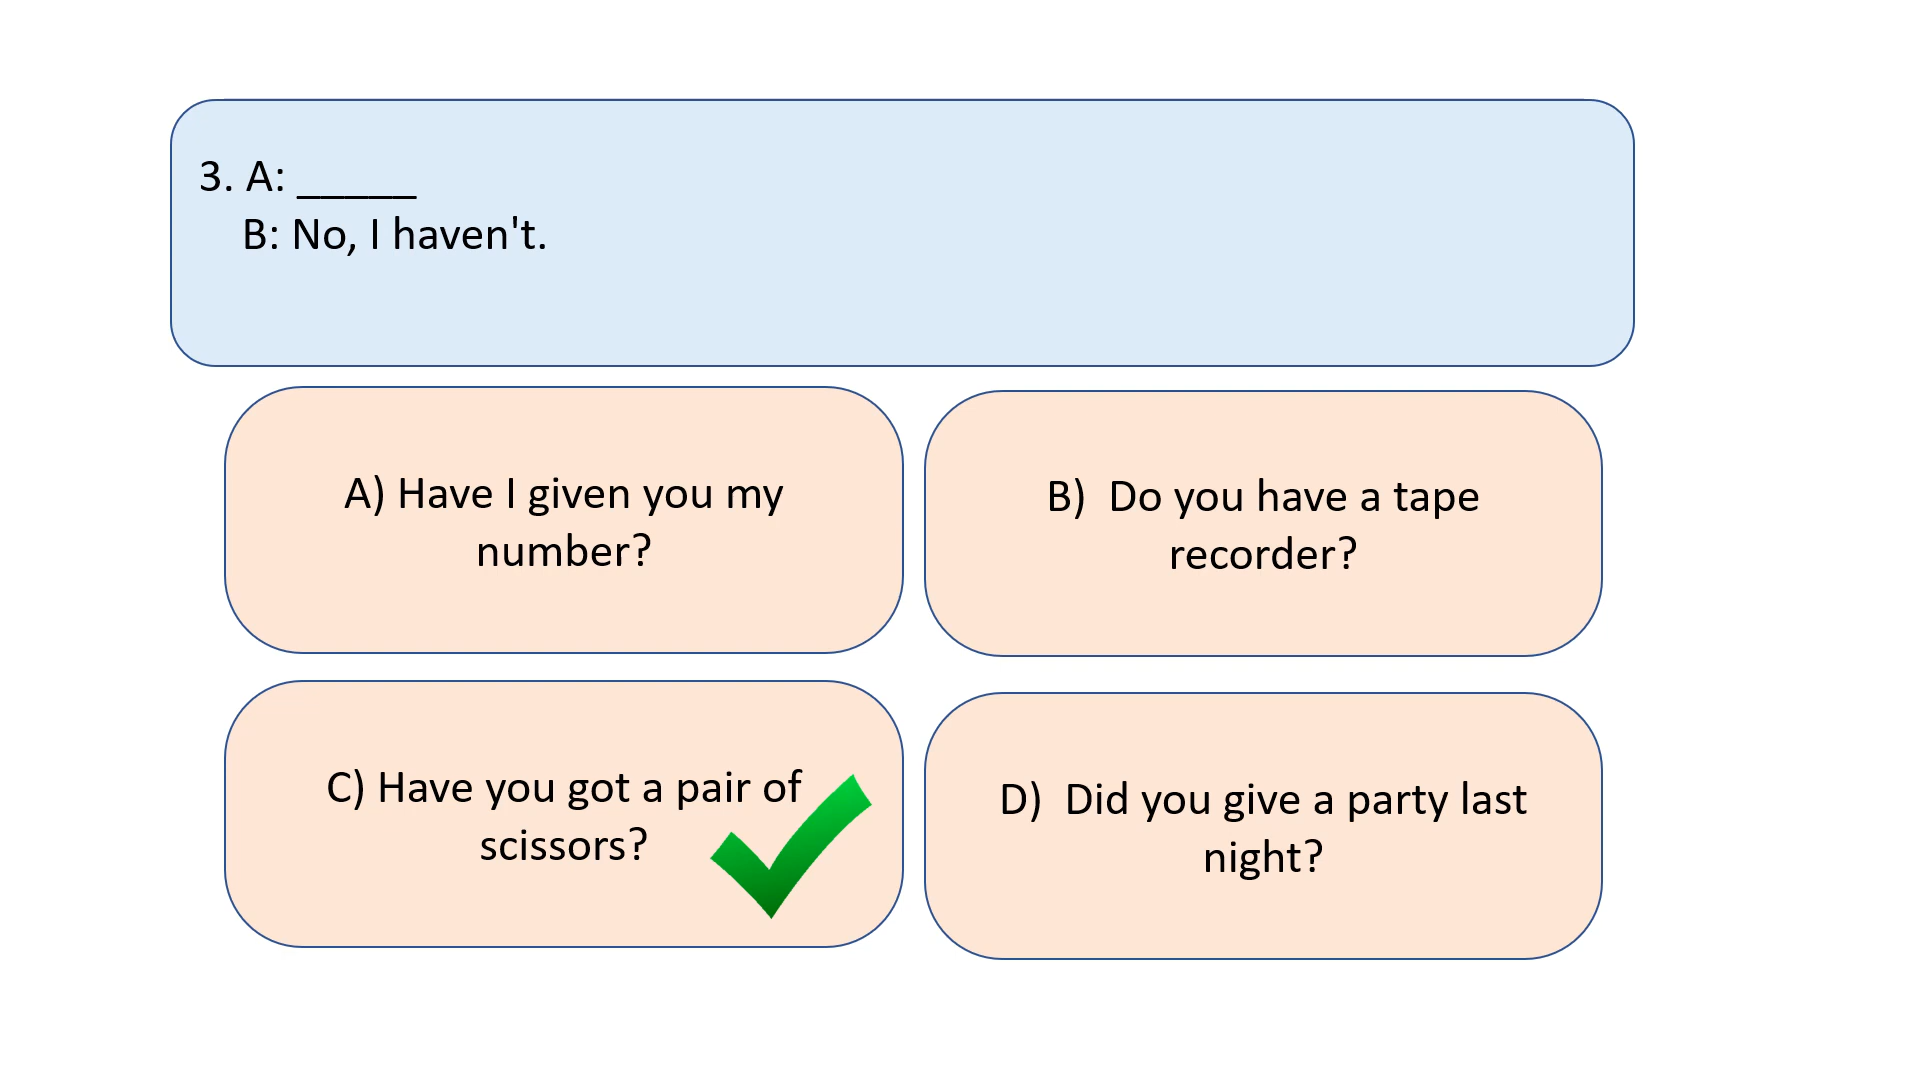 3. A: _____
B: No, I haven't.
A) Have I given you my
number?
B) Do you have a tape
recorder?
C) Have you got a pair of
scissors?
D) Did you give a party last
night?